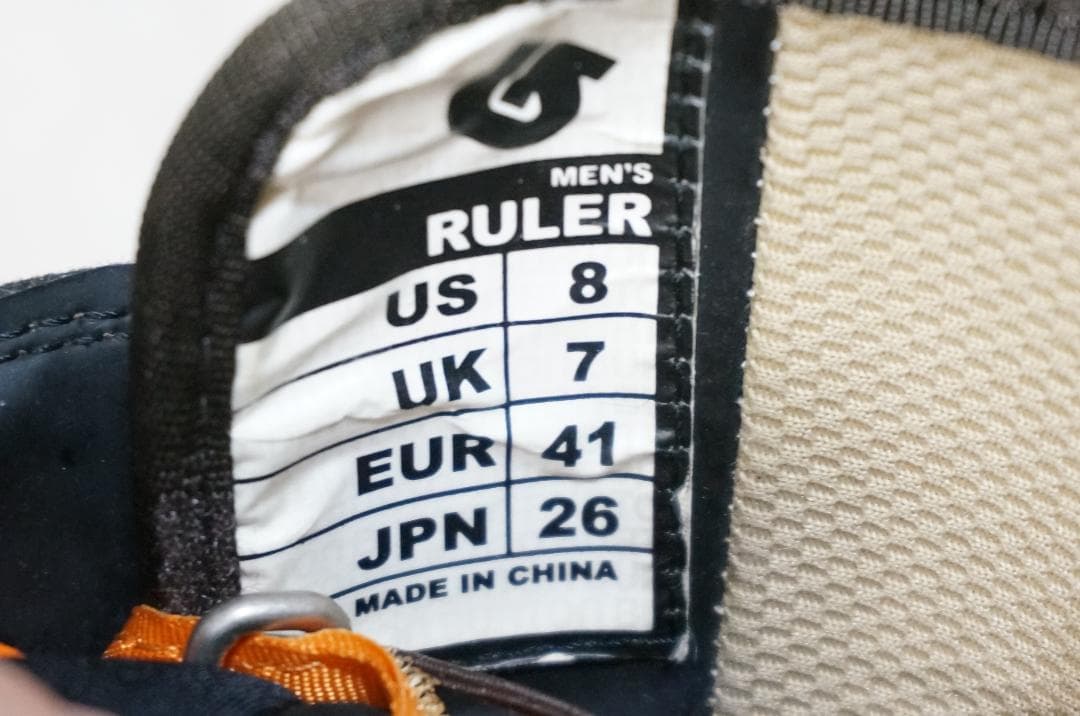 MEN'S
RULER
US 8
UK 7
EUR 41
JPN 26
MADE IN CHINA